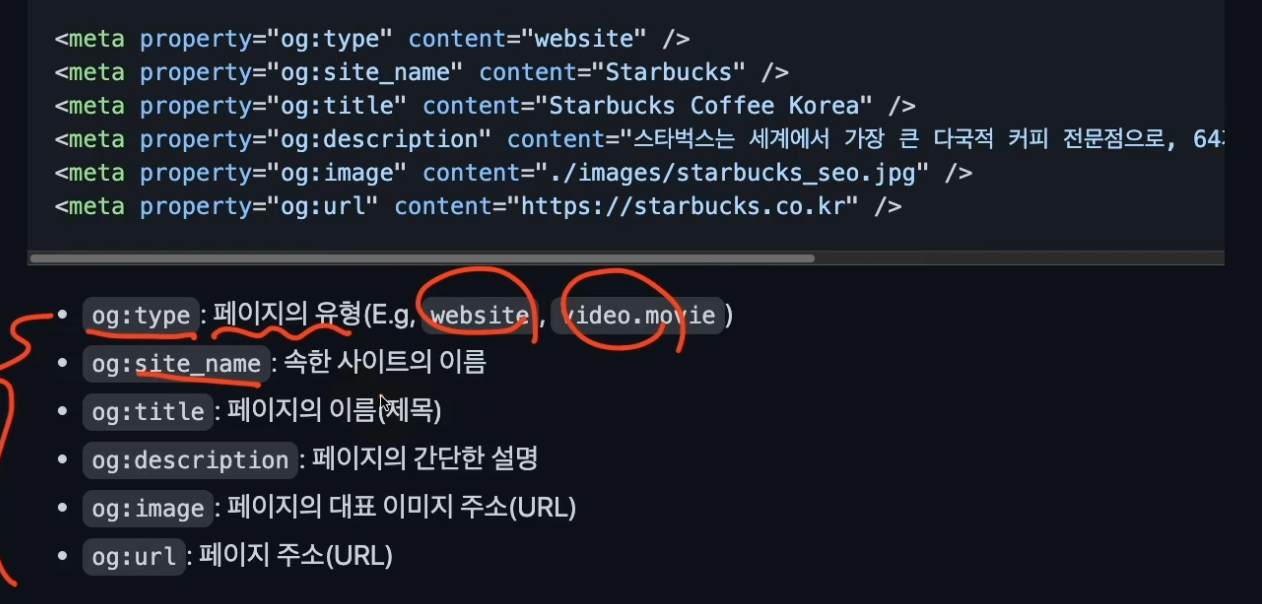 <meta property="og:type" content="website" />
<meta property="og:site_name" content="Starbucks" />
<meta property="og:title" content="Starbucks Coffee Korea" />
<meta property="og:description" content="스타벅스는 세계에서 가장 큰 다국적 커피 전문점으로, 64
<meta property="og:image" content="./images/starbucks_seo.jpg" />
<meta property="og:url" content="https://starbucks.co.kr" />
• og:type: 페이지의 유형(E.g, website, video.movie)
• og:site_name: 속한 사이트의 이름
• og:title: 페이지의 이름(제목)
• og:description: 페이지의 간단한 설명
• og:image: 페이지의 대표 이미지 주소(URL)
• og:url: 페이지 주소(URL)